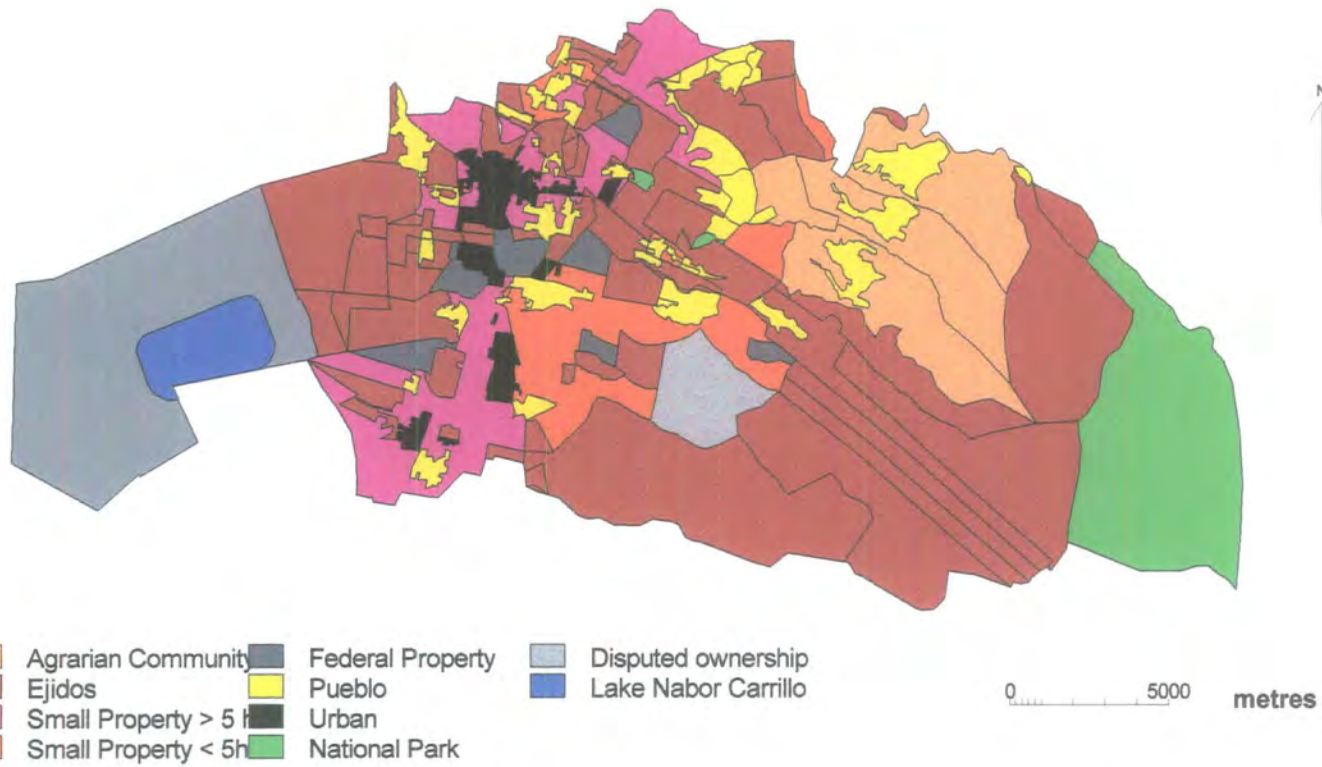 N
Agrarian Community
Ejidos
Small Property > 5 h
Small Property < 5h
Federal Property
Pueblo
Urban
National Park
Disputed ownership
Lake Nabor Carrillo
0 5000 metres